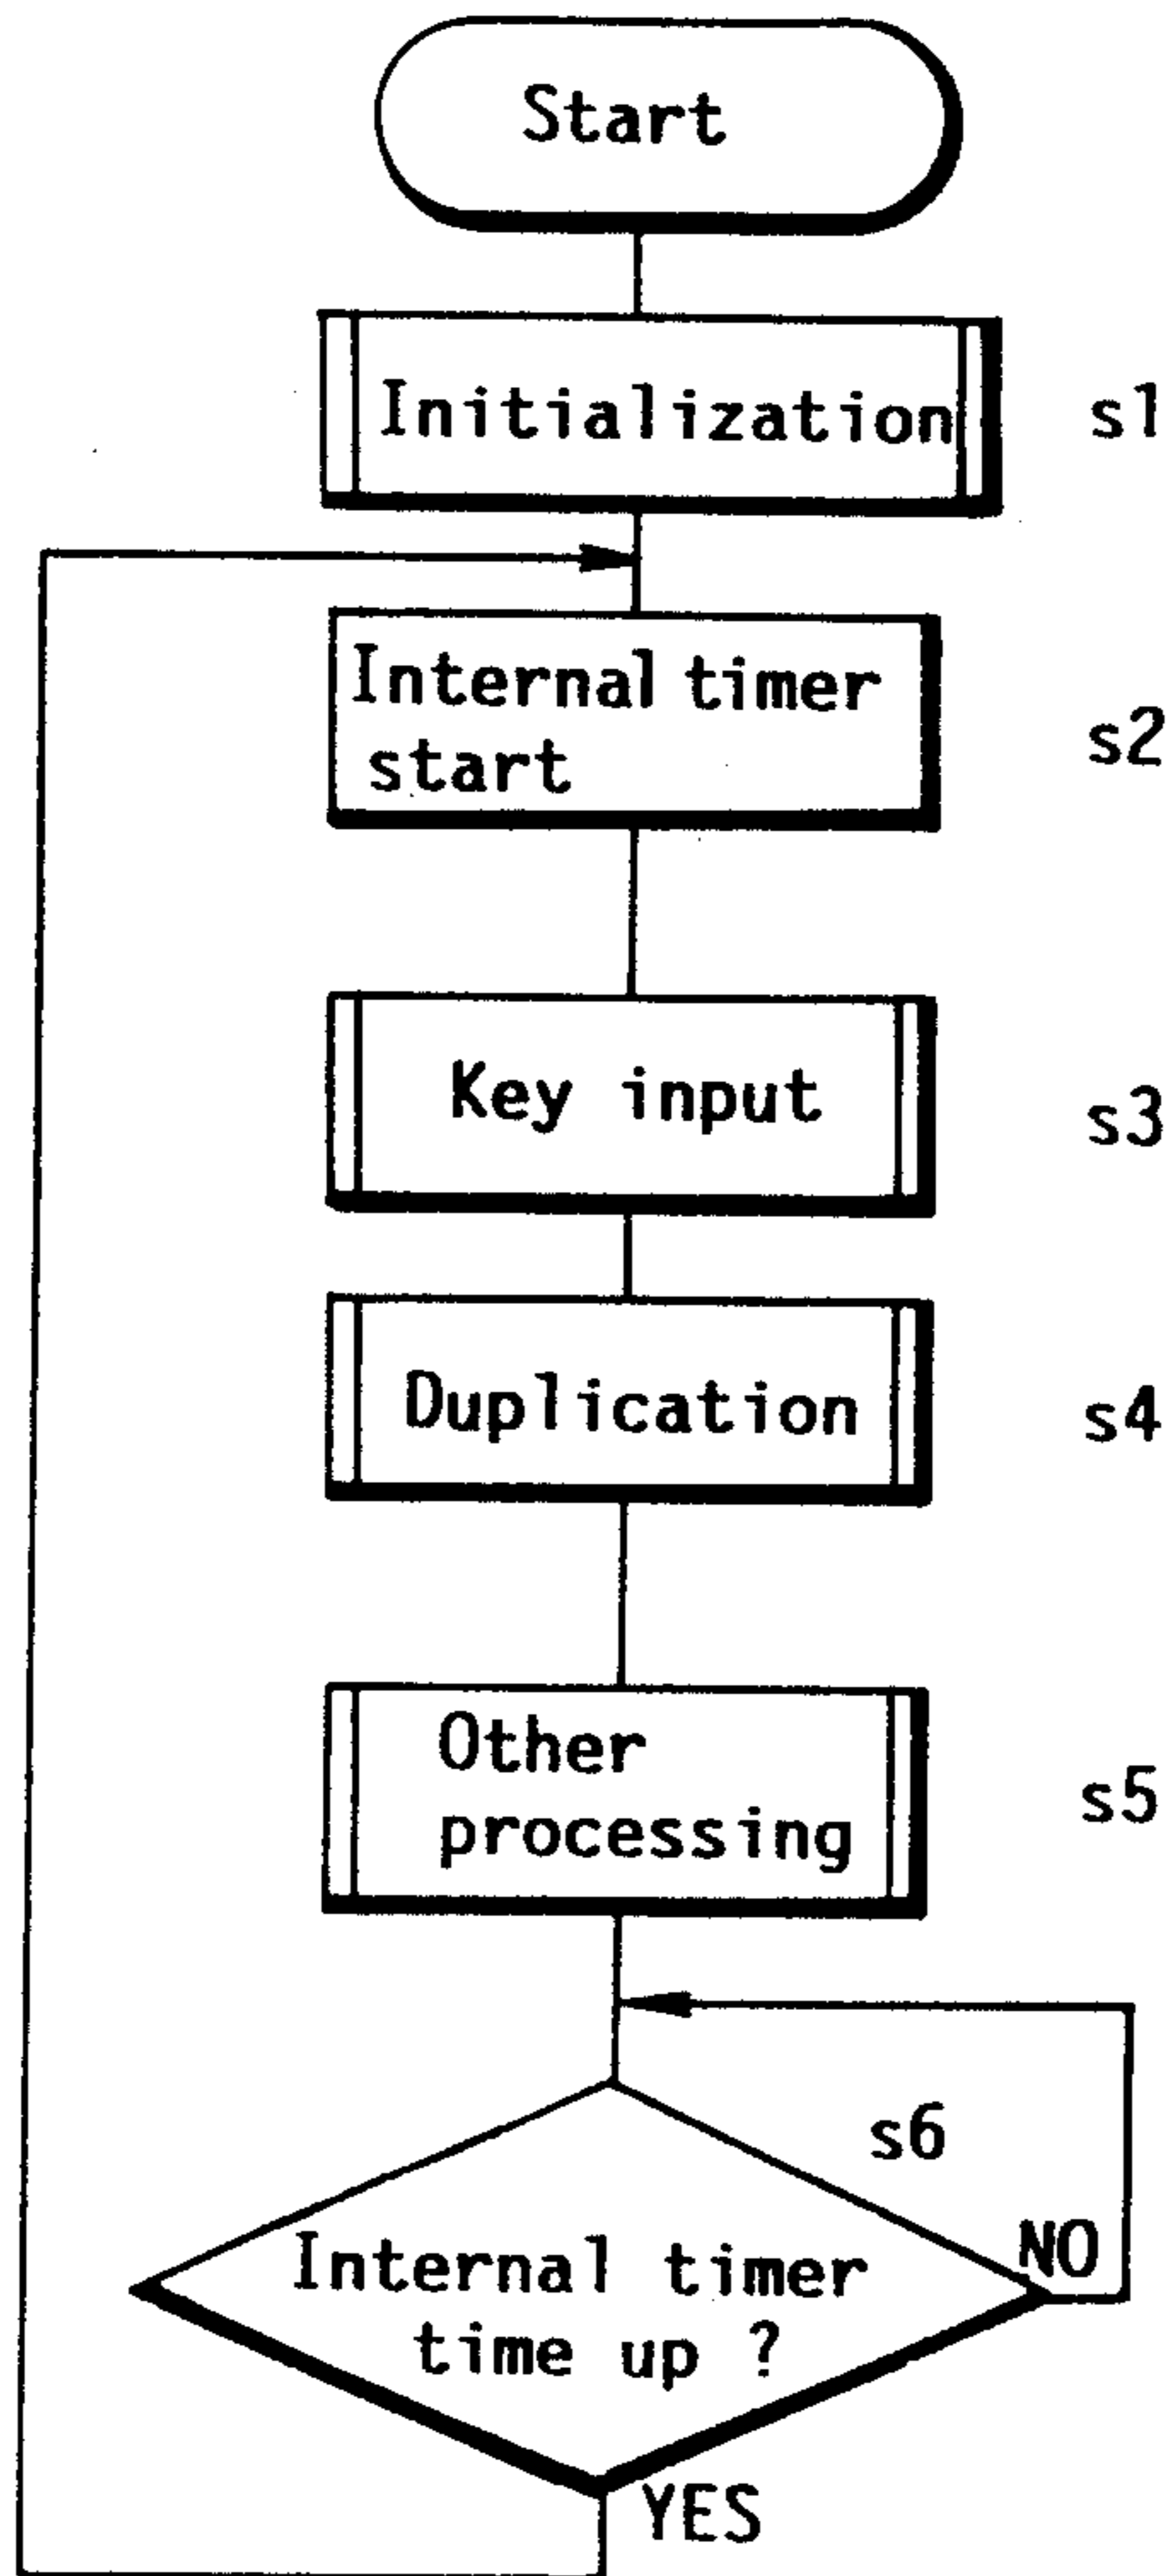 Start
Initialization
s1
Internal timer
start
s2
Key input
s3
Duplication
s4
Other
processing
s5
s6
NO
Internal timer
time up ?
YES